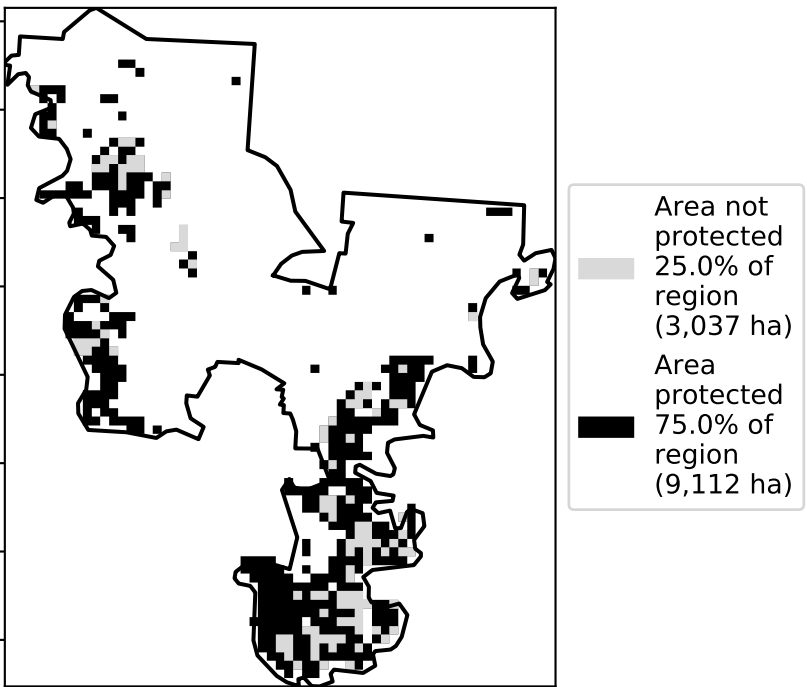 Area not
protected
25.0% of
region
(3,037 ha)
Area
protected
75.0% of
region
(9,112 ha)